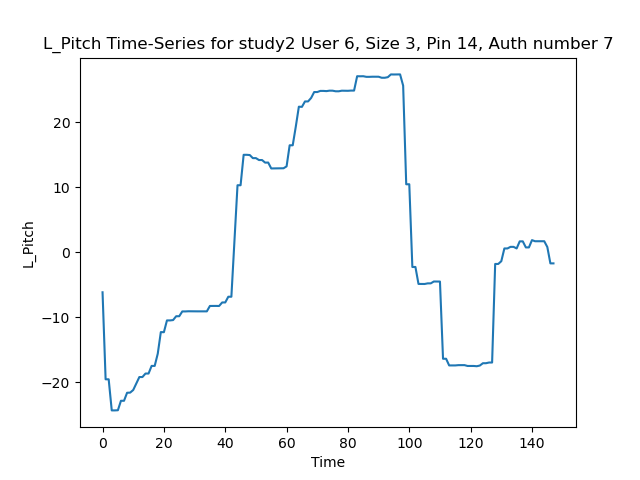 L_Pitch Time-Series for study2 User 6, Size 3, Pin 14, Auth number 7
20
10
0
−10
−20
L_Pitch
0 20 40 60 80 100 120 140
Time